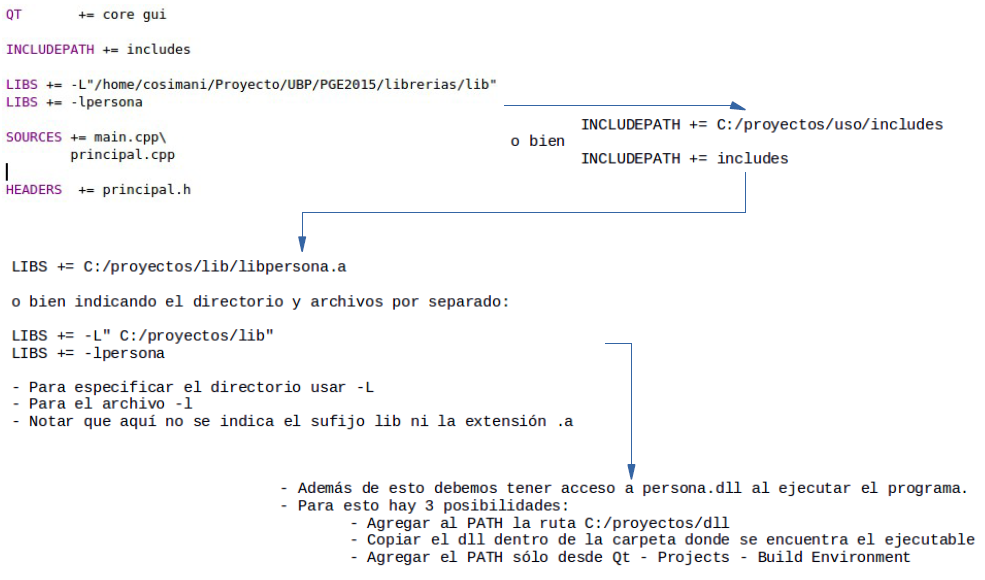 QT       += core gui
INCLUDEPATH += includes
LIBS += -L"/home/cosimani/Proyecto/UBP/PGE2015/librerias/lib"
LIBS += -lpersona
SOURCES += main.cpp\
        principal.cpp
HEADERS  += principal.h
INCLUDEPATH += C:/proyectos/uso/includes
o bien
INCLUDEPATH += includes
LIBS += C:/proyectos/lib/libpersona.a
o bien indicando el directorio y archivos por separado:
LIBS += -L" C:/proyectos/lib"
LIBS += -lpersona
- Para especificar el directorio usar -L
- Para el archivo -l
- Notar que aquí no se indica el sufijo lib ni la extensión .a
- Además de esto debemos tener acceso a persona.dll al ejecutar el programa.
- Para esto hay 3 posibilidades:
        - Agregar al PATH la ruta C:/proyectos/dll
        - Copiar el dll dentro de la carpeta donde se encuentra el ejecutable
        - Agregar el PATH sólo desde Qt - Projects - Build Environment